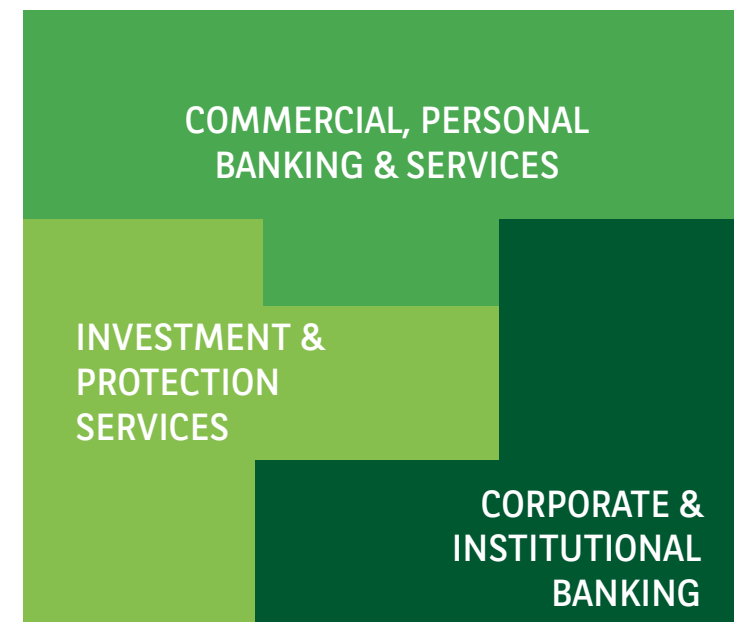 COMMERCIAL, PERSONAL
BANKING & SERVICES
INVESTMENT &
PROTECTION
SERVICES
CORPORATE &
INSTITUTIONAL
BANKING